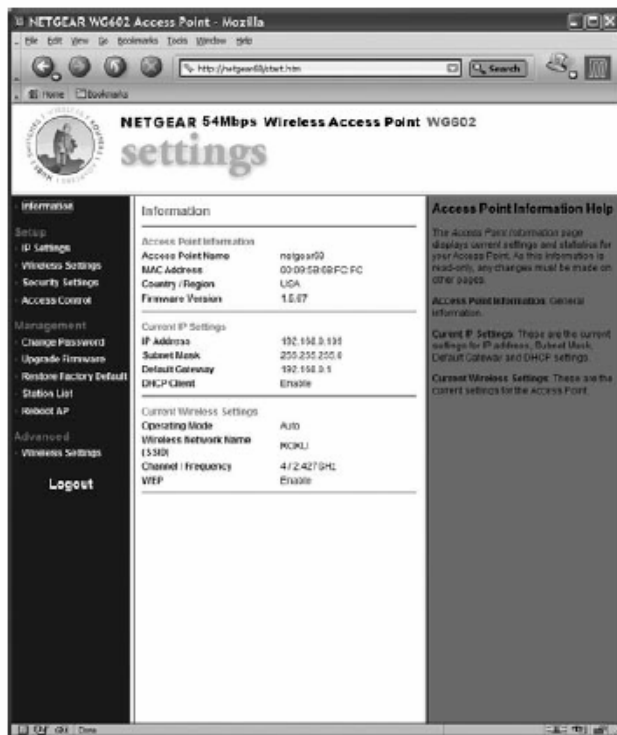 NETGEAR WG602 Access Point - Mozilla
File Edit View Go Bookmarks Tools Window Help
Search
Home Bookmarks
NETGEAR 54Mbps Wireless Access Point WG602
settings
Information
Setup
IP Settings
Wireless Settings
Security Settings
Access Control
Management
Change Password
Upgrade Firmware
Restore Factory Default
Station List
Reboot AP
Advanced
Wireless Settings
Logout
Information
Access Point Information
Access Point Name
MAC Address
Country / Region USA
Firmware Version
Current IP Settings
IP Address
Subnet Mask
Default Gateway 192.168.0.1
DHCP Client Enable
Current Wireless Settings
Operating Mode Auto
Wireless Network Name
(SSID)
Channel / Frequency 4 / 2.427GHz
WEP Enable
Access Point Information Help
The Access Point Information page
displays current settings and statistics for
your Access Point. As this information is
read-only, any changes must be made on
other pages.
Access Point Information: General
information.
Current IP Settings: These are the current
settings for IP address, Subnet Mask,
Default Gateway and DHCP settings.
Current Wireless Settings: These are the
current settings for the Access Point.
Done